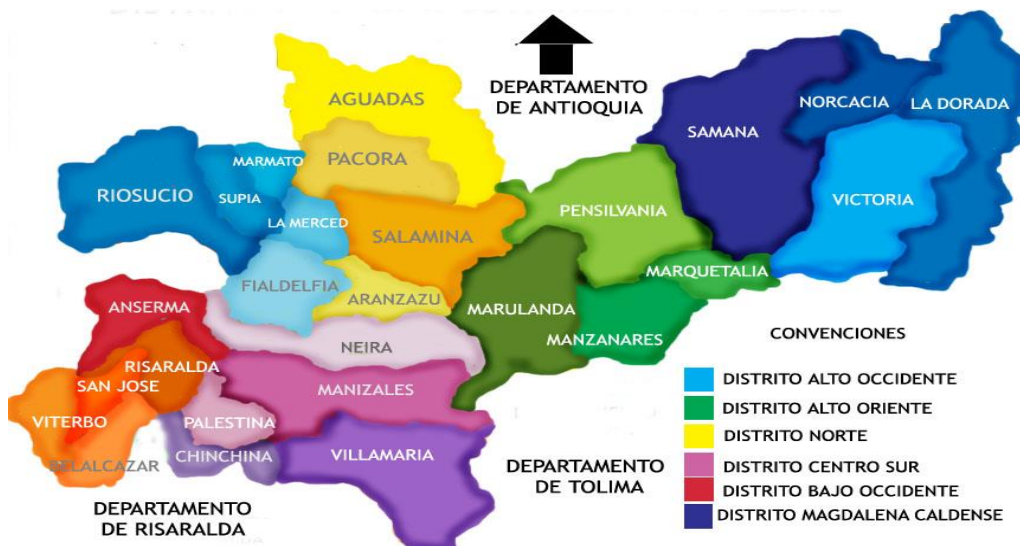 DEPARTAMENTO
DE ANTIOQUIA
AGUADAS
PACORA
MARMATO
RIOSUCIO
SUPIA
LA MERCED
SALAMINA
FIALDELFIA
ARANZAZU
SAMANA
NORCACIA
LA DORADA
PENSILVANIA
VICTORIA
MARQUETALIA
MARULANDA
MANZANARES
ANSERMA
NEIRA
RISARALDA
SAN JOSE
MANIZALES
VITERBO
PALESTINA
BELALCAZAR
CHINCHINA
VILLAMARIA
DEPARTAMENTO
DE RISARALDA
DEPARTAMENTO
DE TOLIMA
CONVENCIONES
DISTRITO ALTO OCCIDENTE
DISTRITO ALTO ORIENTE
DISTRITO NORTE
DISTRITO CENTRO SUR
DISTRITO BAJO OCCIDENTE
DISTRITO MAGDALENA CALDENSE